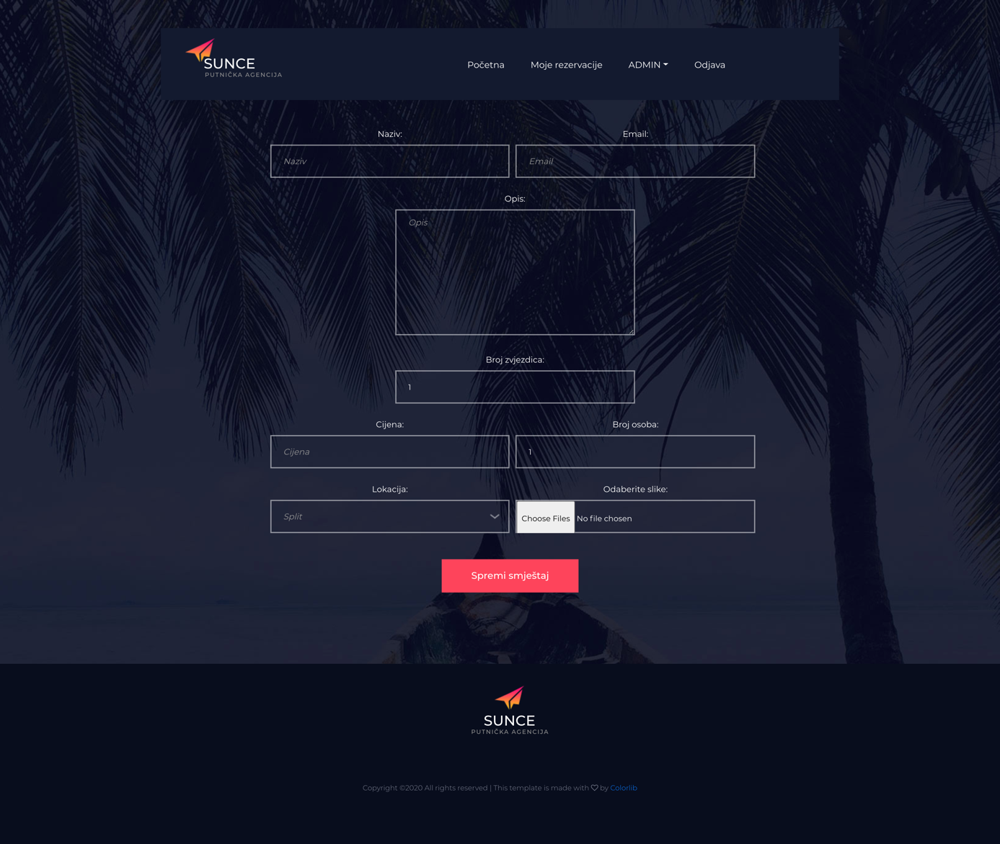 SUNCE
PUTNIČKA AGENCIJA
Početna Moje rezervacije ADMIN Odjava
Naziv: Email:
Naziv Email
Opis:
Opis
Broj zvjezdica:
1
Cijena: Broj osoba:
Cijena 1
Lokacija: Odaberite slike:
Split Choose Files No file chosen
Spremi smještaj
SUNCE
PUTNIČKA AGENCIJA
Copyright ©2020 All rights reserved | This template is made with ♡ by Colorlib